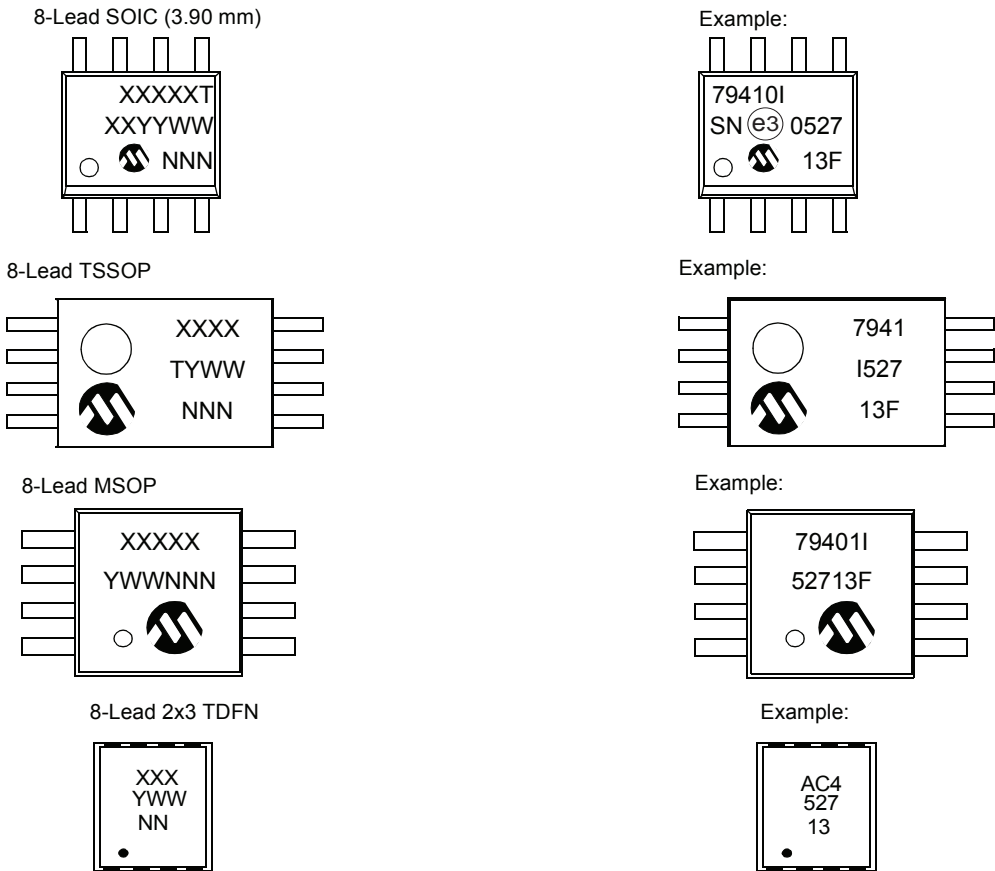 8-Lead SOIC (3.90 mm)
XXXXXT
XXYYWW
NNN
Example:
79410I
SN e3 0527
13F
8-Lead TSSOP
XXXX
TYWW
NNN
Example:
7941
I527
13F
8-Lead MSOP
XXXXX
YWWNNN
Example:
79401I
52713F
8-Lead 2x3 TDFN
XXX
YWW
NN
Example:
AC4
527
13